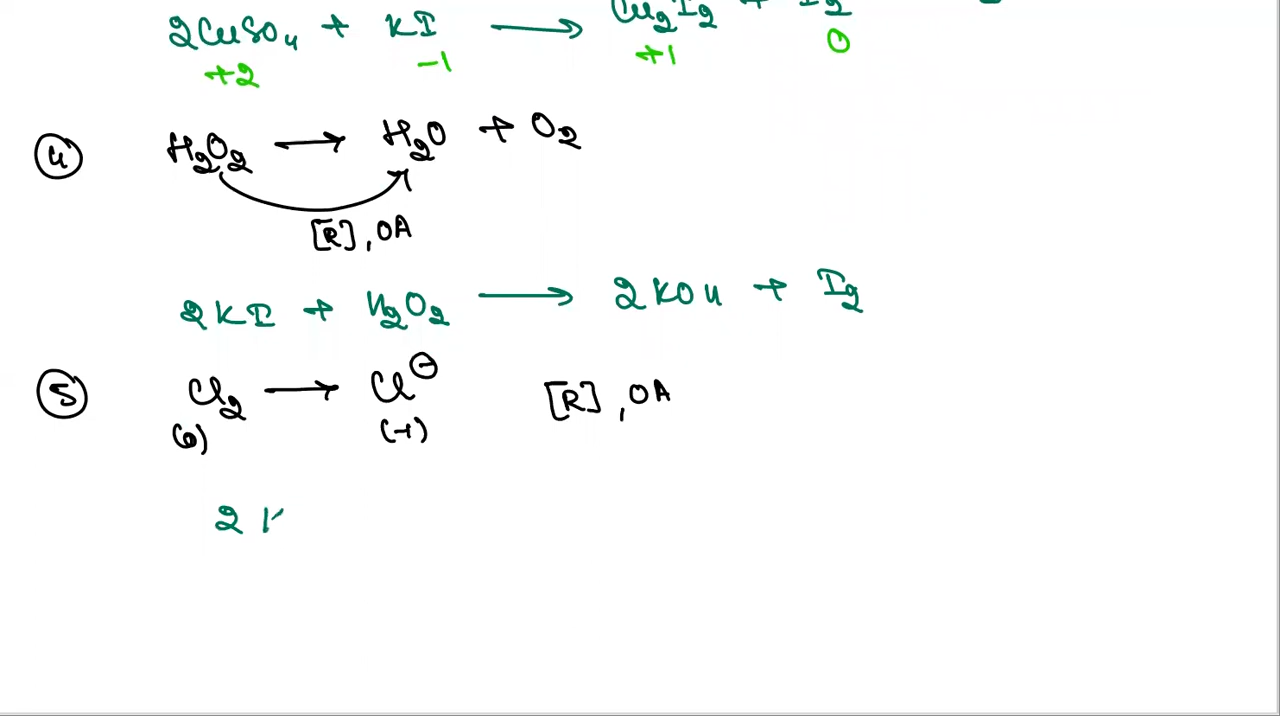 2CuSO4 + KI ⟶ Cu2I2 + I2
+2 -1 +1 0
④ H2O2 ⟶ H2O + O2
[R], OA
2KI + H2O2 ⟶ 2KOH + I2
⑤ Cl2 ⟶ Cl⊖ [R], OA
(0) (-1)
2